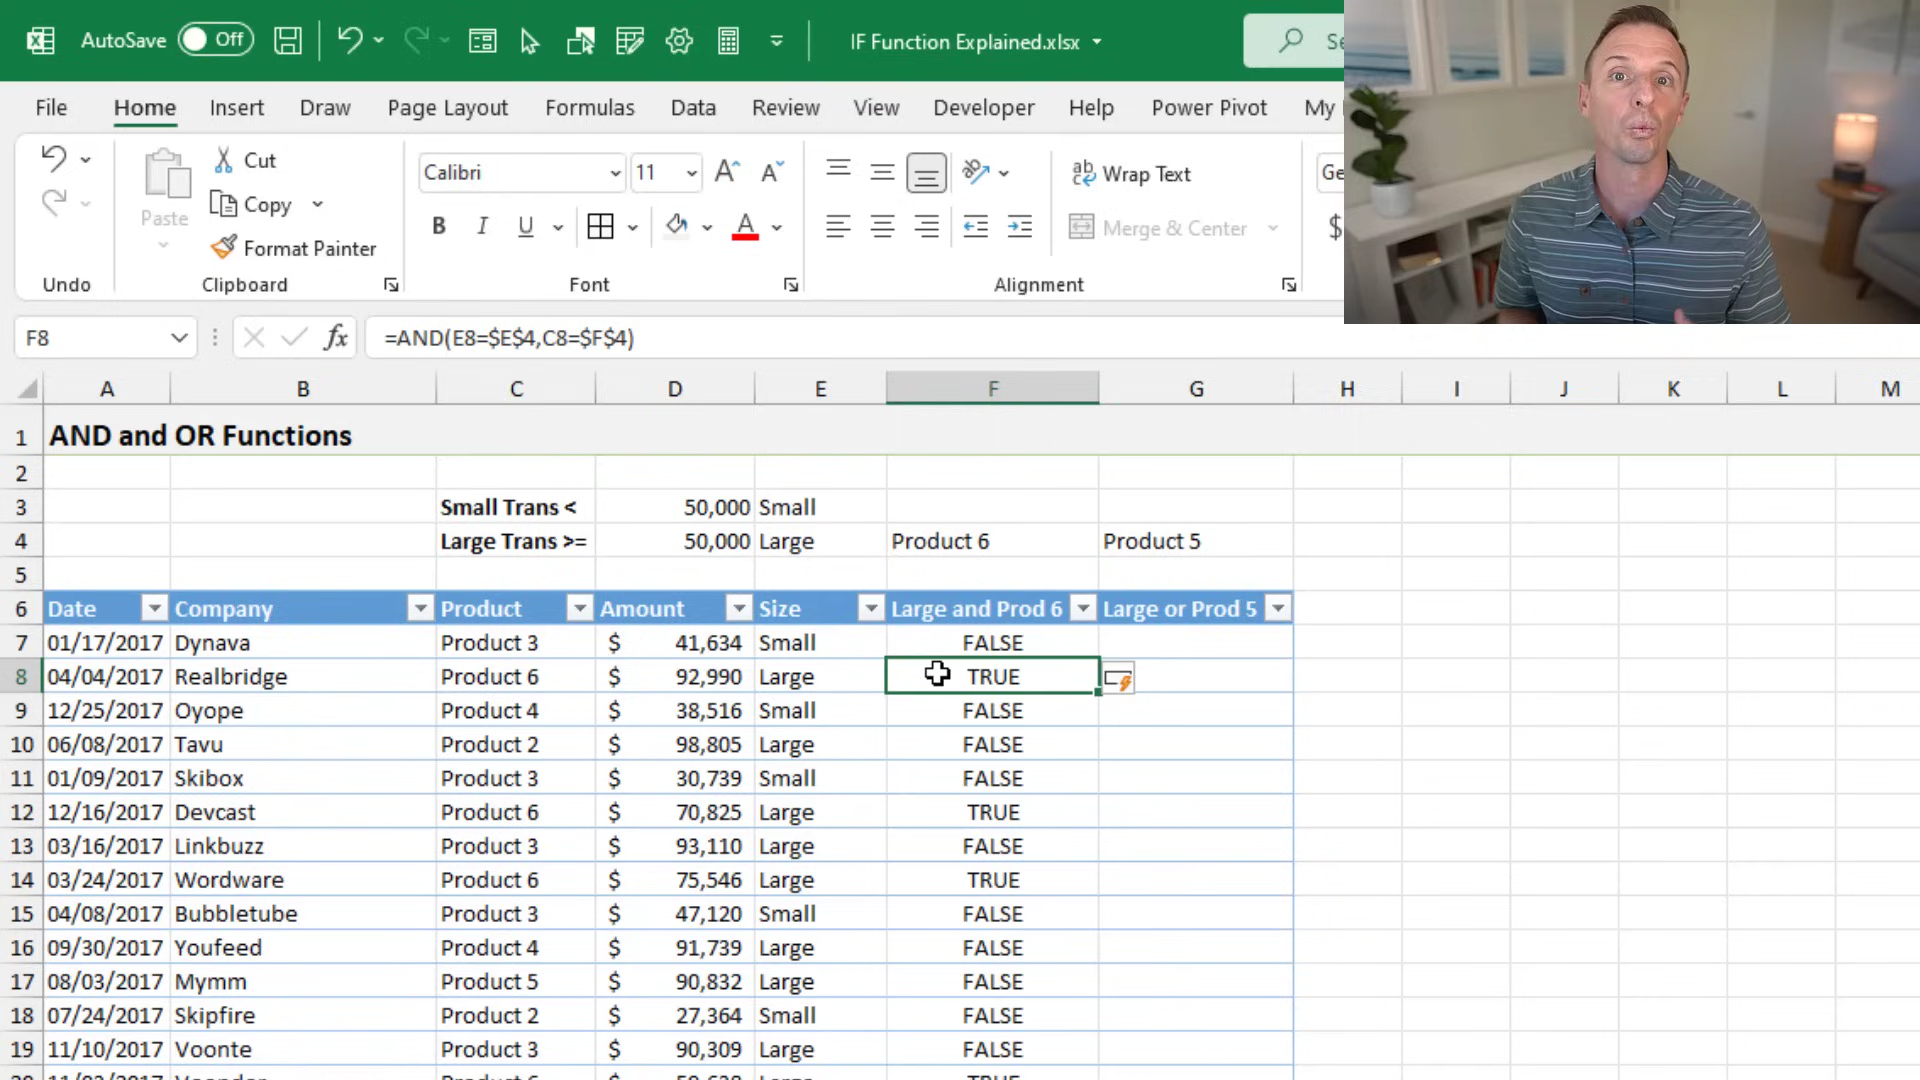 AutoSave Off IF Function Explained.xlsx
File Home Insert Draw Page Layout Formulas Data Review View Developer Help Power Pivot My
Cut
Copy
Paste
Format Painter
Calibri 11
B I U
Wrap Text
Merge & Center
$
Undo Clipboard Font Alignment
F8 fx =AND(E8=$E$4,C8=$F$4)
A B C D E F G H I J K L M
1 AND and OR Functions
2
3 Small Trans < 50,000 Small
4 Large Trans >= 50,000 Large Product 6 Product 5
5
6 Date Company Product Amount Size Large and Prod 6 Large or Prod 5
7 01/17/2017 Dynava Product 3 $ 41,634 Small FALSE
8 04/04/2017 Realbridge Product 6 $ 92,990 Large TRUE
9 12/25/2017 Oyope Product 4 $ 38,516 Small FALSE
10 06/08/2017 Tavu Product 2 $ 98,805 Large FALSE
11 01/09/2017 Skibox Product 3 $ 30,739 Small FALSE
12 12/16/2017 Devcast Product 6 $ 70,825 Large TRUE
13 03/16/2017 Linkbuzz Product 3 $ 93,110 Large FALSE
14 03/24/2017 Wordware Product 6 $ 75,546 Large TRUE
15 04/08/2017 Bubbletube Product 3 $ 47,120 Small FALSE
16 09/30/2017 Youfeed Product 4 $ 91,739 Large FALSE
17 08/03/2017 Mymm Product 5 $ 90,832 Large FALSE
18 07/24/2017 Skipfire Product 2 $ 27,364 Small FALSE
19 11/10/2017 Voonte Product 3 $ 90,309 Large FALSE